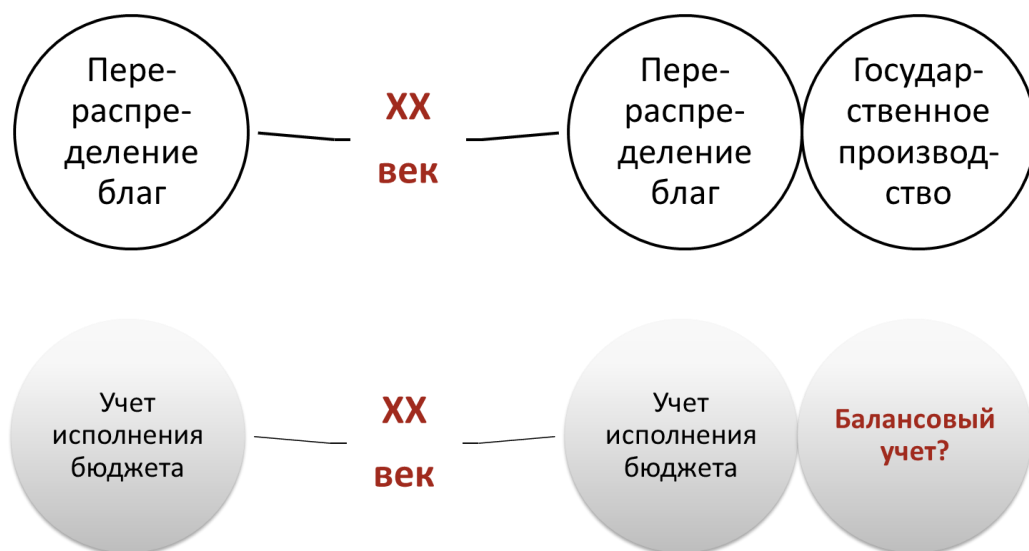 Пере-
распре-
деление
благ
XX
век
Пере-
распре-
деление
благ
Государ-
ственное
производ-
ство
Учет
исполнения
бюджета
XX
век
Учет
исполнения
бюджета
Балансовый
учет?